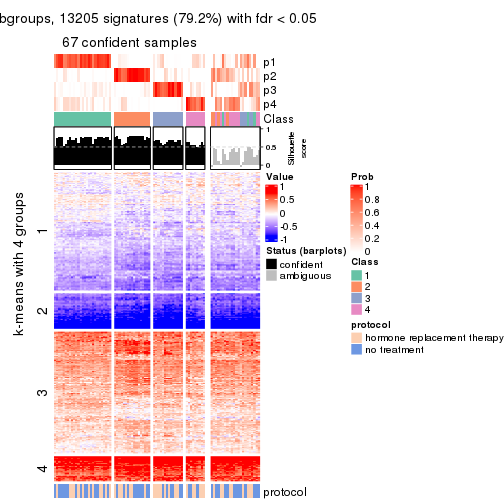 bgroups, 13205 signatures (79.2%) with fdr < 0.05
67 confident samples
p1
p2
p3
p4
Class
1
0.5
0
Silhouette
score
k-means with 4 groups
1
2
3
4
protocol
Value
1
0.5
0
-0.5
-1
Status (barplots)
confident
ambiguous
Prob
1
0.8
0.6
0.4
0.2
0
Class
1
2
3
4
protocol
hormone replacement therapy
no treatment